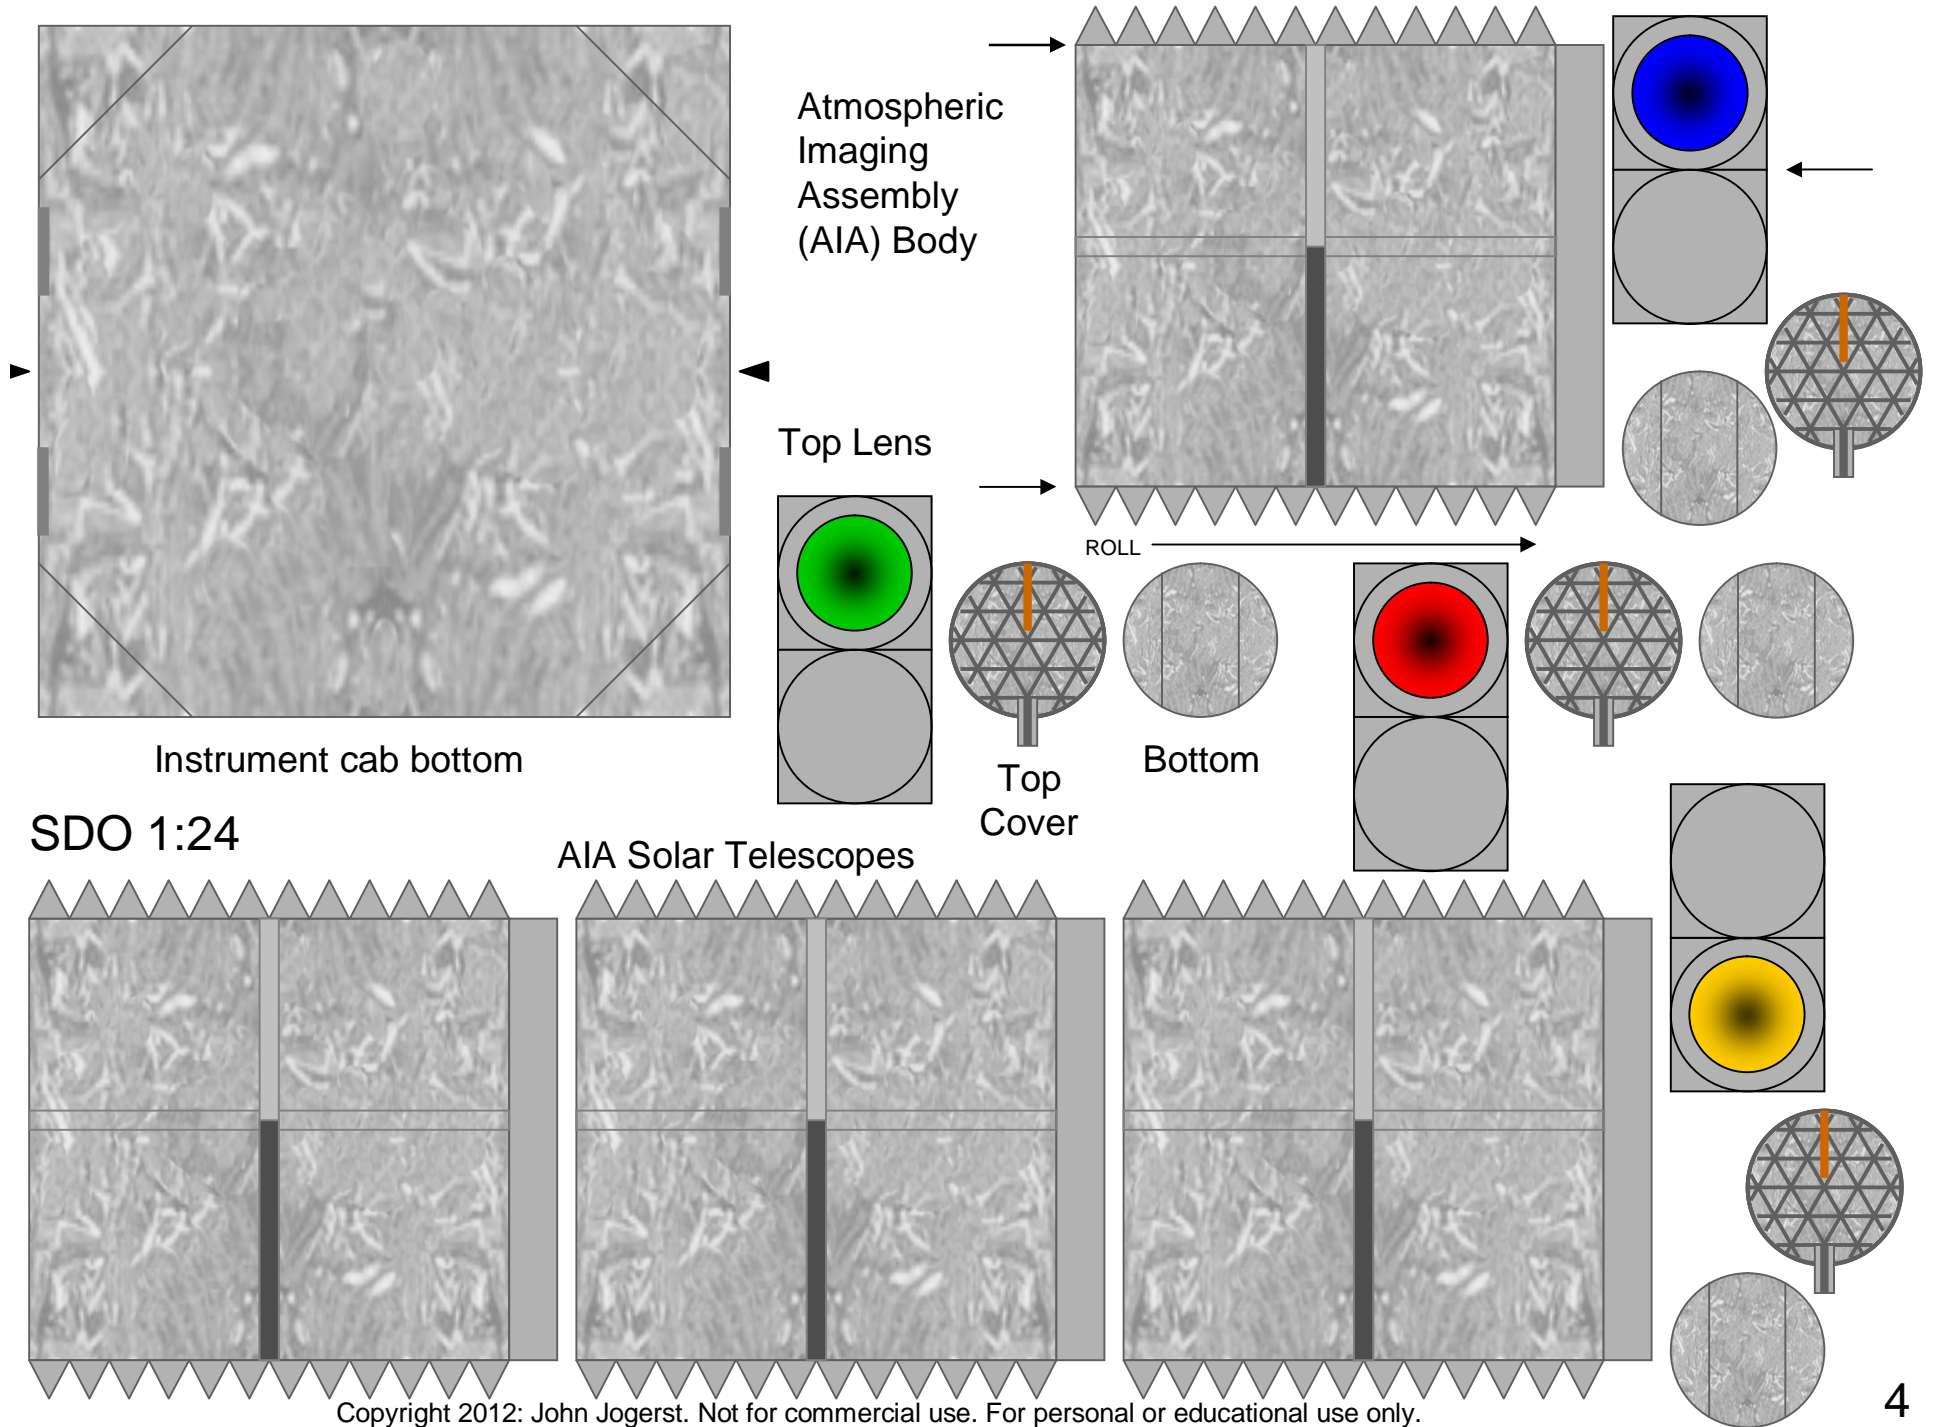 Atmospheric
Imaging
Assembly
(AIA) Body
Top Lens
ROLL
Instrument cab bottom
Bottom
Top
Cover
SDO 1:24
AIA Solar Telescopes
Copyright 2012: John Jogerst. Not for commercial use. For personal or educational use only.
4